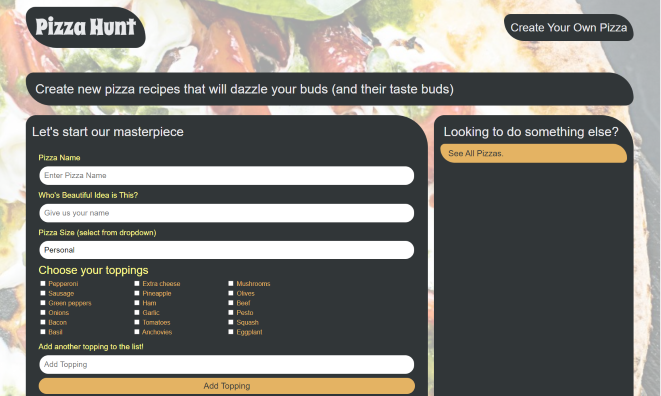 Pizza Hunt
Create Your Own Pizza
Create new pizza recipes that will dazzle your buds (and their taste buds)
Let's start our masterpiece
Pizza Name
Enter Pizza Name
Who's Beautiful Idea is This?
Give us your name
Pizza Size (select from dropdown)
Personal
Choose your toppings
Pepperoni Extra cheese Mushrooms
Sausage Pineapple Olives
Green peppers Ham Beef
Onions Garlic Pesto
Bacon Tomatoes Squash
Basil Anchovies Eggplant
Add another topping to the list!
Add Topping
Add Topping
Looking to do something else?
See All Pizzas.